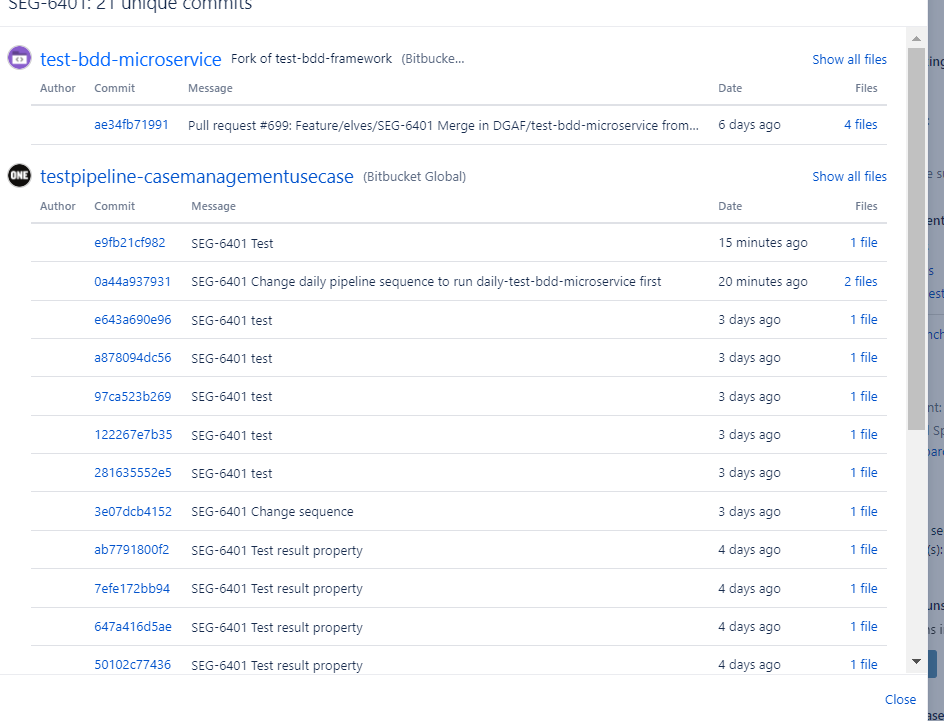 SEG-6401: 21 unique commits
test-bdd-microservice Fork of test-bdd-framework (Bitbucke... Show all files
Author Commit Message Date Files
ae34fb71991 Pull request #699: Feature/elves/SEG-6401 Merge in DGAF/test-bdd-microservice from... 6 days ago 4 files
ONE testpipeline-casemanagementusecase (Bitbucket Global) Show all files
Author Commit Message Date Files
e9fb21cf982 SEG-6401 Test 15 minutes ago 1 file
0a44a937931 SEG-6401 Change daily pipeline sequence to run daily-test-bdd-microservice first 20 minutes ago 2 files
e643a690e96 SEG-6401 test 3 days ago 1 file
a878094dc56 SEG-6401 test 3 days ago 1 file
97ca523b269 SEG-6401 test 3 days ago 1 file
122267e7b35 SEG-6401 test 3 days ago 1 file
281635552e5 SEG-6401 test 3 days ago 1 file
3e07dcb4152 SEG-6401 Change sequence 3 days ago 1 file
ab7791800f2 SEG-6401 Test result property 4 days ago 1 file
7efe172bb94 SEG-6401 Test result property 4 days ago 1 file
647a416d5ae SEG-6401 Test result property 4 days ago 1 file
50102c77436 SEG-6401 Test result property 4 days ago 1 file
Close